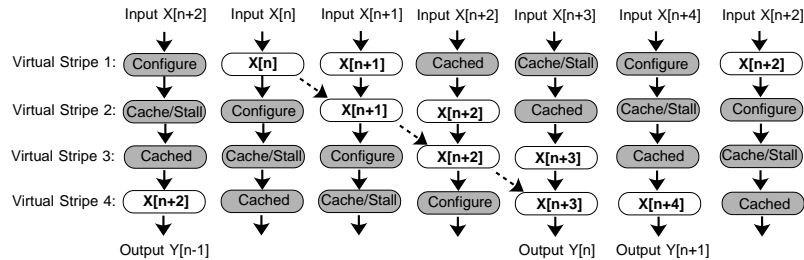 Input X[n+2] Input X[n] Input X[n+1] Input X[n+2] Input X[n+3] Input X[n+4] Input X[n+2]
Virtual Stripe 1: Configure X[n] X[n+1] Cached Cache/Stall Configure X[n+2]
Virtual Stripe 2: Cache/Stall Configure X[n+1] X[n+2] Cached Cache/Stall Configure
Virtual Stripe 3: Cached Cache/Stall Configure X[n+2] X[n+3] Cached Cache/Stall
Virtual Stripe 4: X[n+2] Cached Cache/Stall Configure X[n+3] X[n+4] Cached
Output Y[n-1] Output Y[n] Output Y[n+1]